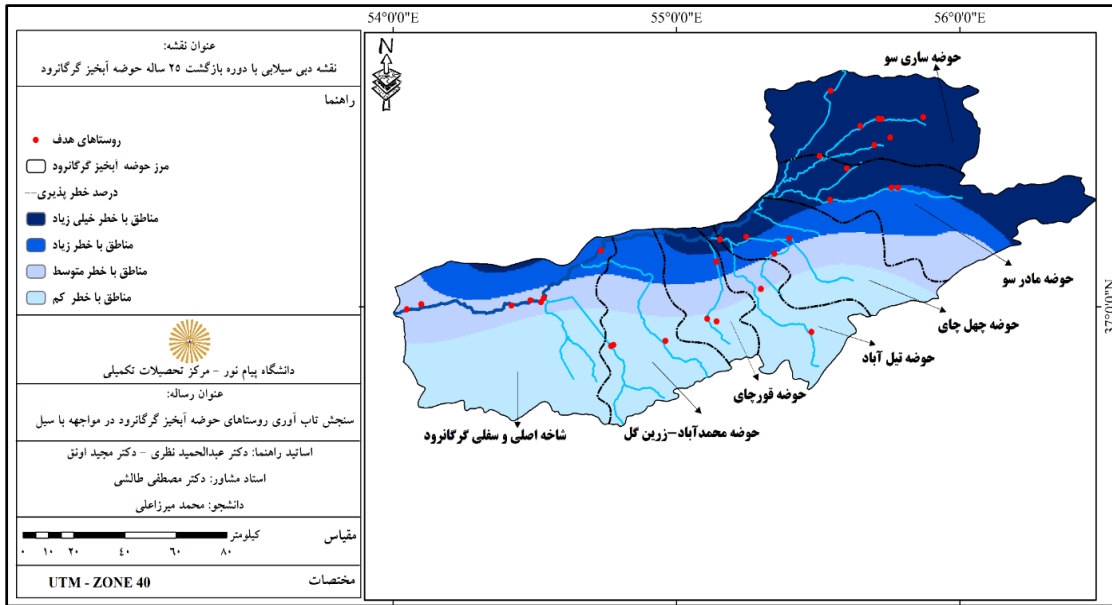 54°0'0"E
55°0'0"E
56°0'0"E
عنوان نقشه:
نقشه دبی سیلابی با دوره بازگشت ۲۵ ساله حوضه آبخیز گرگانرود
راهنما
روستاهای هدف
مرز حوضه آبخیز گرگانرود
درصد خطر پذیری
مناطق با خطر خیلی زیاد
مناطق با خطر زیاد
مناطق با خطر متوسط
مناطق با خطر کم
دانشگاه پیام نور - مرکز تحصیلات تکمیلی
عنوان رساله:
سنجش تاب آوری روستاهای حوضه آبخیز گرگانرود در مواجهه با سیل
اساتید راهنما: دکتر عبدالحمید نظری - دکتر مجید اونق
استاد مشاور: دکتر مصطفی طالشی
دانشجو: محمد میرزاعلی
مقیاس
کیلومتر
۰ ۱۰ ۲۰ ۴۰ ۶۰ ۸۰
مختصات
UTM - ZONE 40
N
حوضه ساری سو
حوضه مادر سو
حوضه چهل چای
حوضه تیل آباد
حوضه قورچای
حوضه محمدآباد-زرین گل
شاخه اصلی و سفلی گرگانرود
37°0'0"N